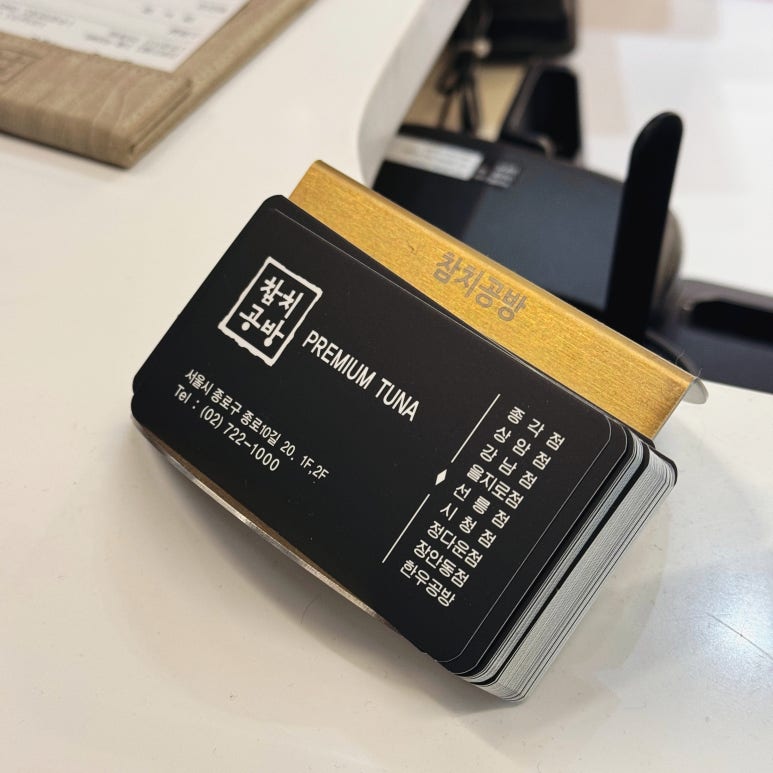 참치공방
참치
공방
PREMIUM TUNA
서울시 종로구 종로10길 20. 1F,2F
Tel : (02) 722-1000
종각점
상암점
강남점
을지로점
선릉점
시청점
정다운점
장안동점
한우공방